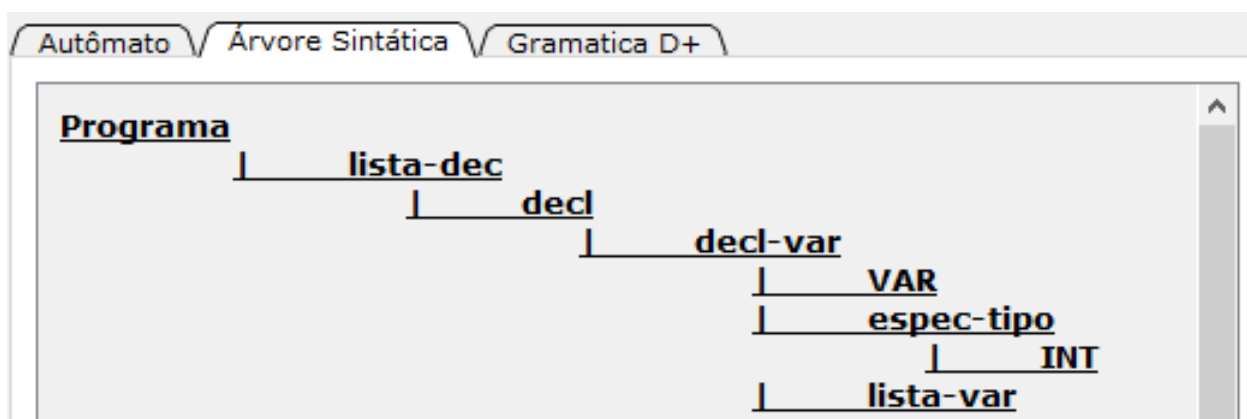 Autômato Árvore Sintática Gramatica D+
Programa
| lista-dec
| decl
| decl-var
| VAR
| espec-tipo
| INT
| lista-var